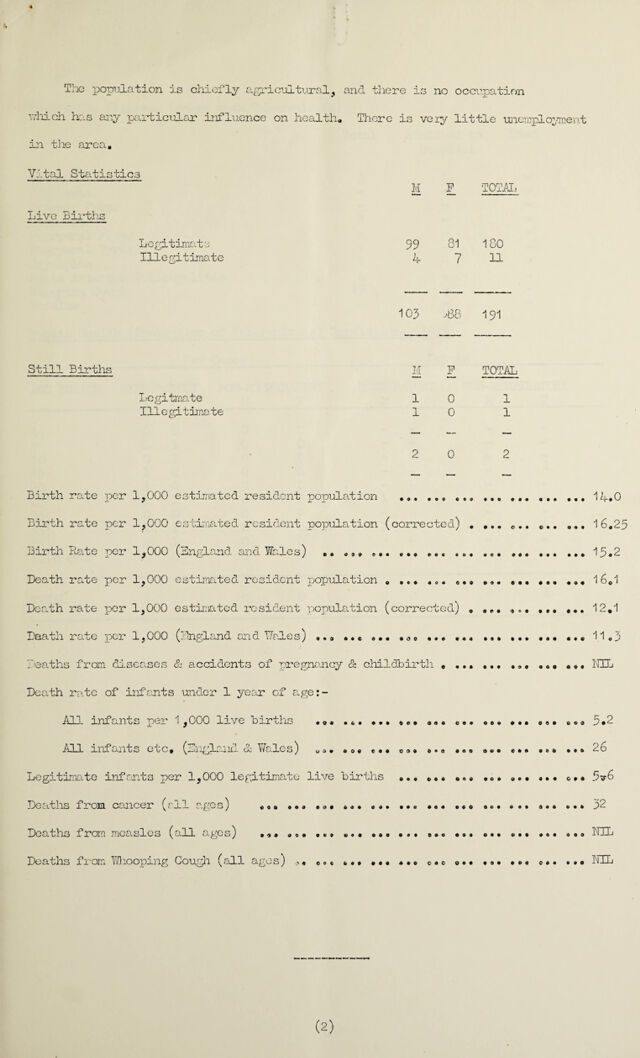 The population is chiefly agricultural, and there is no occupation
which has any particular influence on health. There is very little unemployment
in the area.
Vital Statistics
M F TOTAL
Live Births
Legitimate 99 81 180
Illegitimate 4 7 11
103 88 191
Still Births M F TOTAL
Legitmate 1 0 1
Illegitimate 1 0 1
2 0 2
Birth rate per 1,000 estimated resident population ... ... ... ... ... ... ... 14.0
Birth rate per 1,000 estimated resident population (corrected) . ... ... ... ... 16.25
Birth Rate per 1,000 (England and Wales) .. ... ... ... ... ... ... ... ... ... 15.2
Death rate per 1,000 estimated resident population . ... ... ... ... ... ... ... 16.1
Death rate per 1,000 estimated resident population (corrected) . ... ... ... ... 12.1
Death rate per 1,000 (England and Wales) ... ... ... ... ... ... ... ... ... ... 11.3
Deaths from diseases & accidents of pregnancy & childbirth . ... ... ... ... ... NIL
Death rate of infants under 1 year of age:-
All infants per 1,000 live births ... ... ... ... ... ... ... ... ... ... 5.2
All infants etc. (England & Wales) ... ... ... ... ... ... ... ... ... ... 26
Legitimate infants per 1,000 legitimate live births ... ... ... ... ... ... ... 5.6
Deaths from cancer (all ages) ... ... ... ... ... ... ... ... ... ... ... ... 32
Deaths from measles (all ages) ... ... ... ... ... ... ... ... ... ... ... ... NIL
Deaths from Whooping Cough (all ages) .. ... ... ... ... ... ... ... ... ... ... NIL
(2)